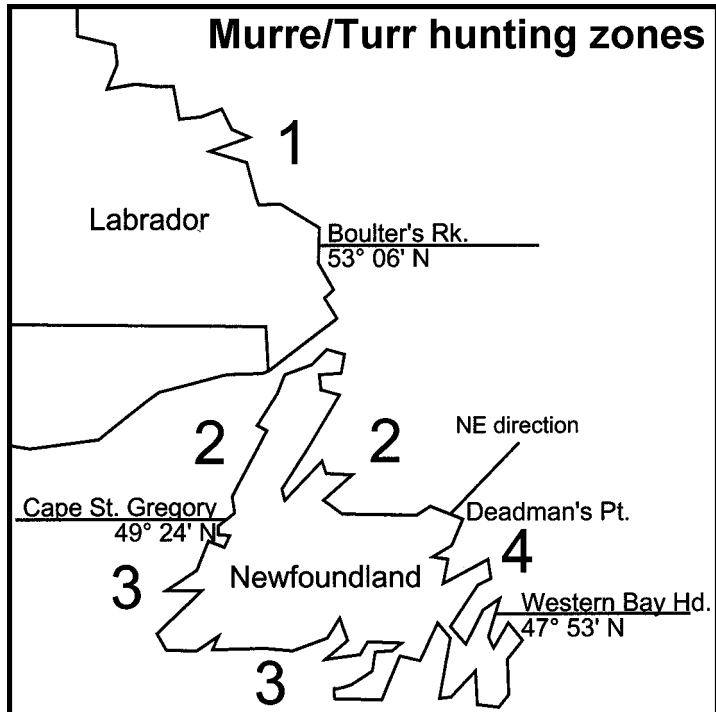 Murre/Turr hunting zones
1
Labrador
Boulter's Rk.
53° 06' N
2
2
NE direction
Cape St. Gregory
49° 24' N
Deadman's Pt.
4
3
Newfoundland
Western Bay Hd.
47° 53' N
3